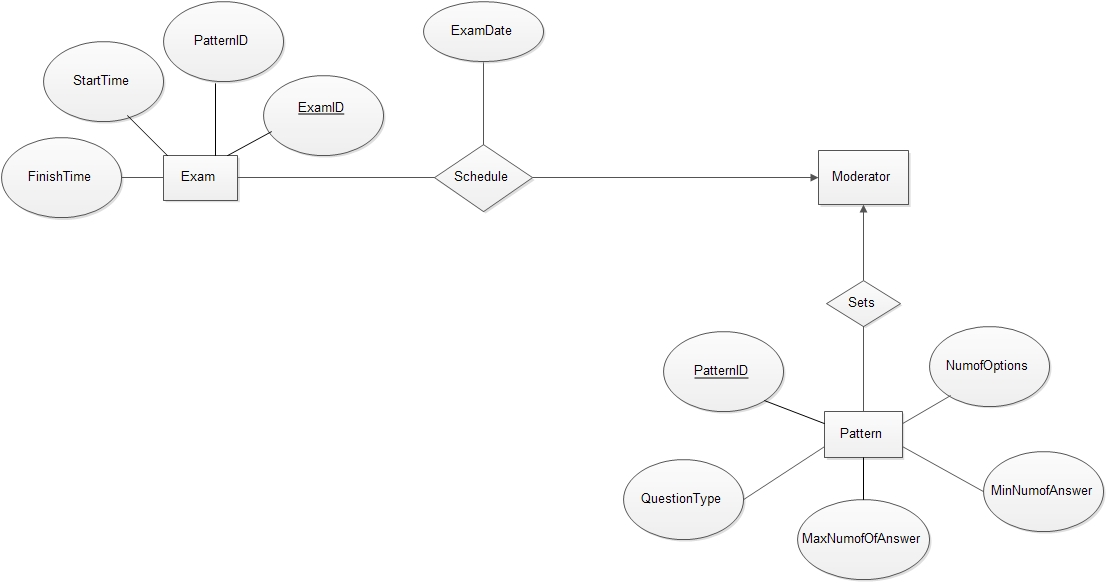 ExamDate
PatternID
StartTime
ExamID
FinishTime
Exam
Schedule
Moderator
Sets
PatternID
NumofOptions
Pattern
QuestionType
MinNumofAnswer
MaxNumofOfAnswer